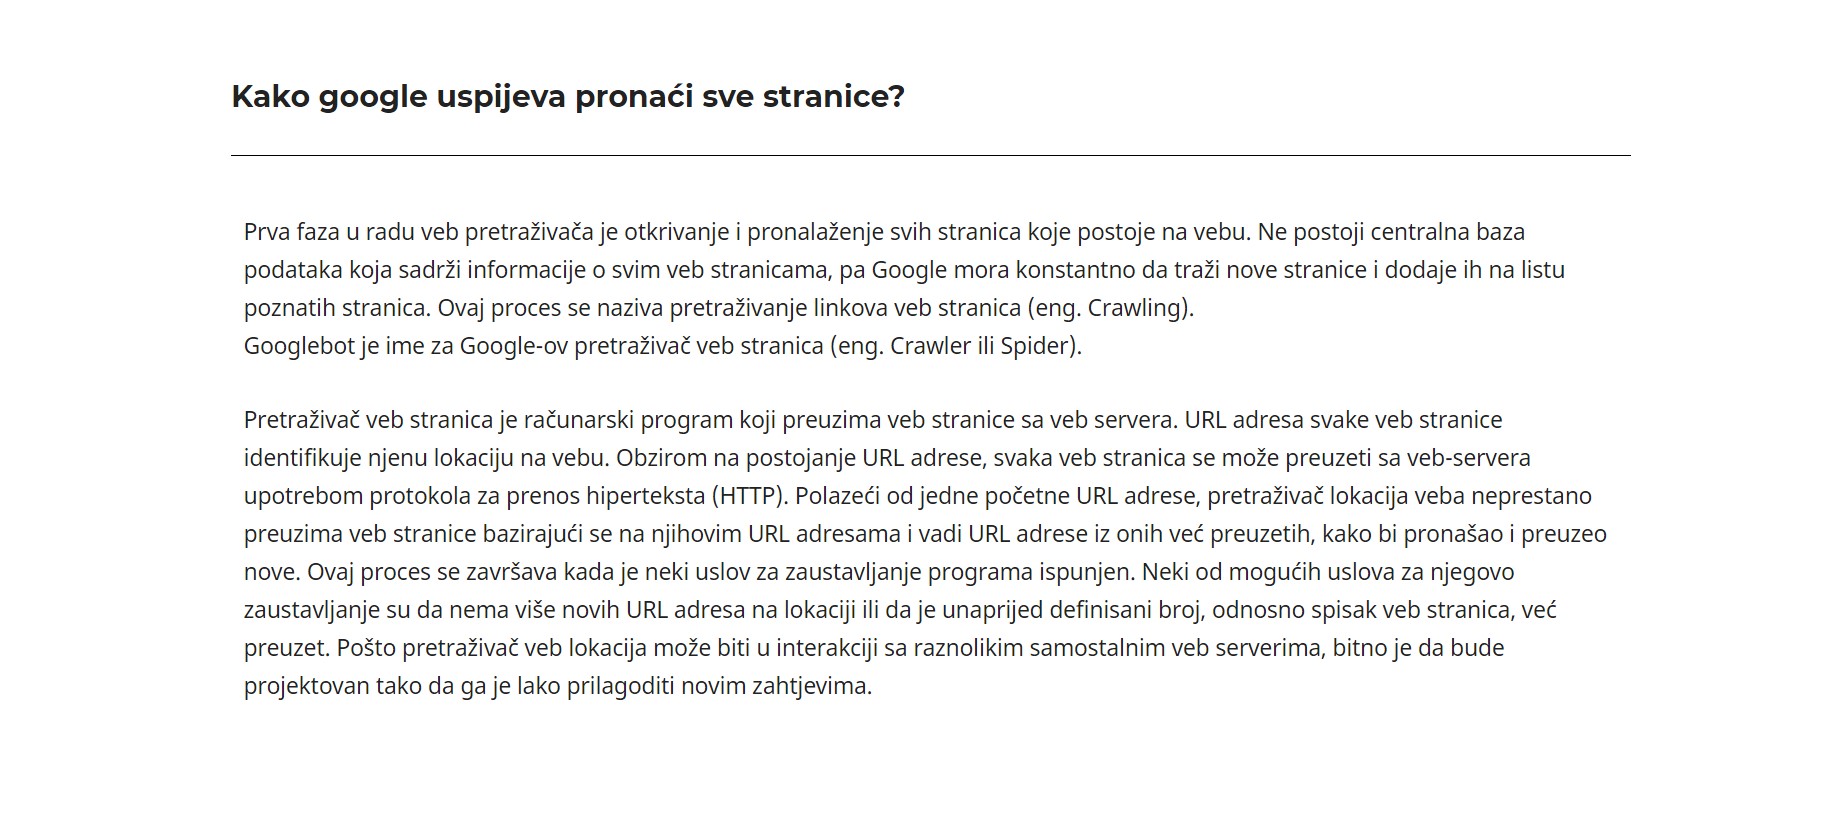 Kako google uspijeva pronaći sve stranice?
Prva faza u radu veb pretraživača je otkrivanje i pronalaženje svih stranica koje postoje na vebu. Ne postoji centralna baza
podataka koja sadrži informacije o svim veb stranicama, pa Google mora konstantno da traži nove stranice i dodaje ih na listu
poznatih stranica. Ovaj proces se naziva pretraživanje linkova veb stranica (eng. Crawling).
Googlebot je ime za Google-ov pretraživač veb stranica (eng. Crawler ili Spider).
Pretraživač veb stranica je računarski program koji preuzima veb stranice sa veb servera. URL adresa svake veb stranice
identifikuje njenu lokaciju na vebu. Obzirom na postojanje URL adrese, svaka veb stranica se može preuzeti sa veb-servera
upotrebom protokola za prenos hiperteksta (HTTP). Polazeći od jedne početne URL adrese, pretraživač lokacija veba neprestano
preuzima veb stranice bazirajući se na njihovim URL adresama i vadi URL adrese iz onih već preuzetih, kako bi pronašao i preuzeo
nove. Ovaj proces se završava kada je neki uslov za zaustavljanje programa ispunjen. Neki od mogućih uslova za njegovo
zaustavljanje su da nema više novih URL adresa na lokaciji ili da je unaprijed definisani broj, odnosno spisak veb stranica, već
preuzet. Pošto pretraživač veb lokacija može biti u interakciji sa raznolikim samostalnim veb serverima, bitno je da bude
projektovan tako da ga je lako prilagoditi novim zahtjevima.